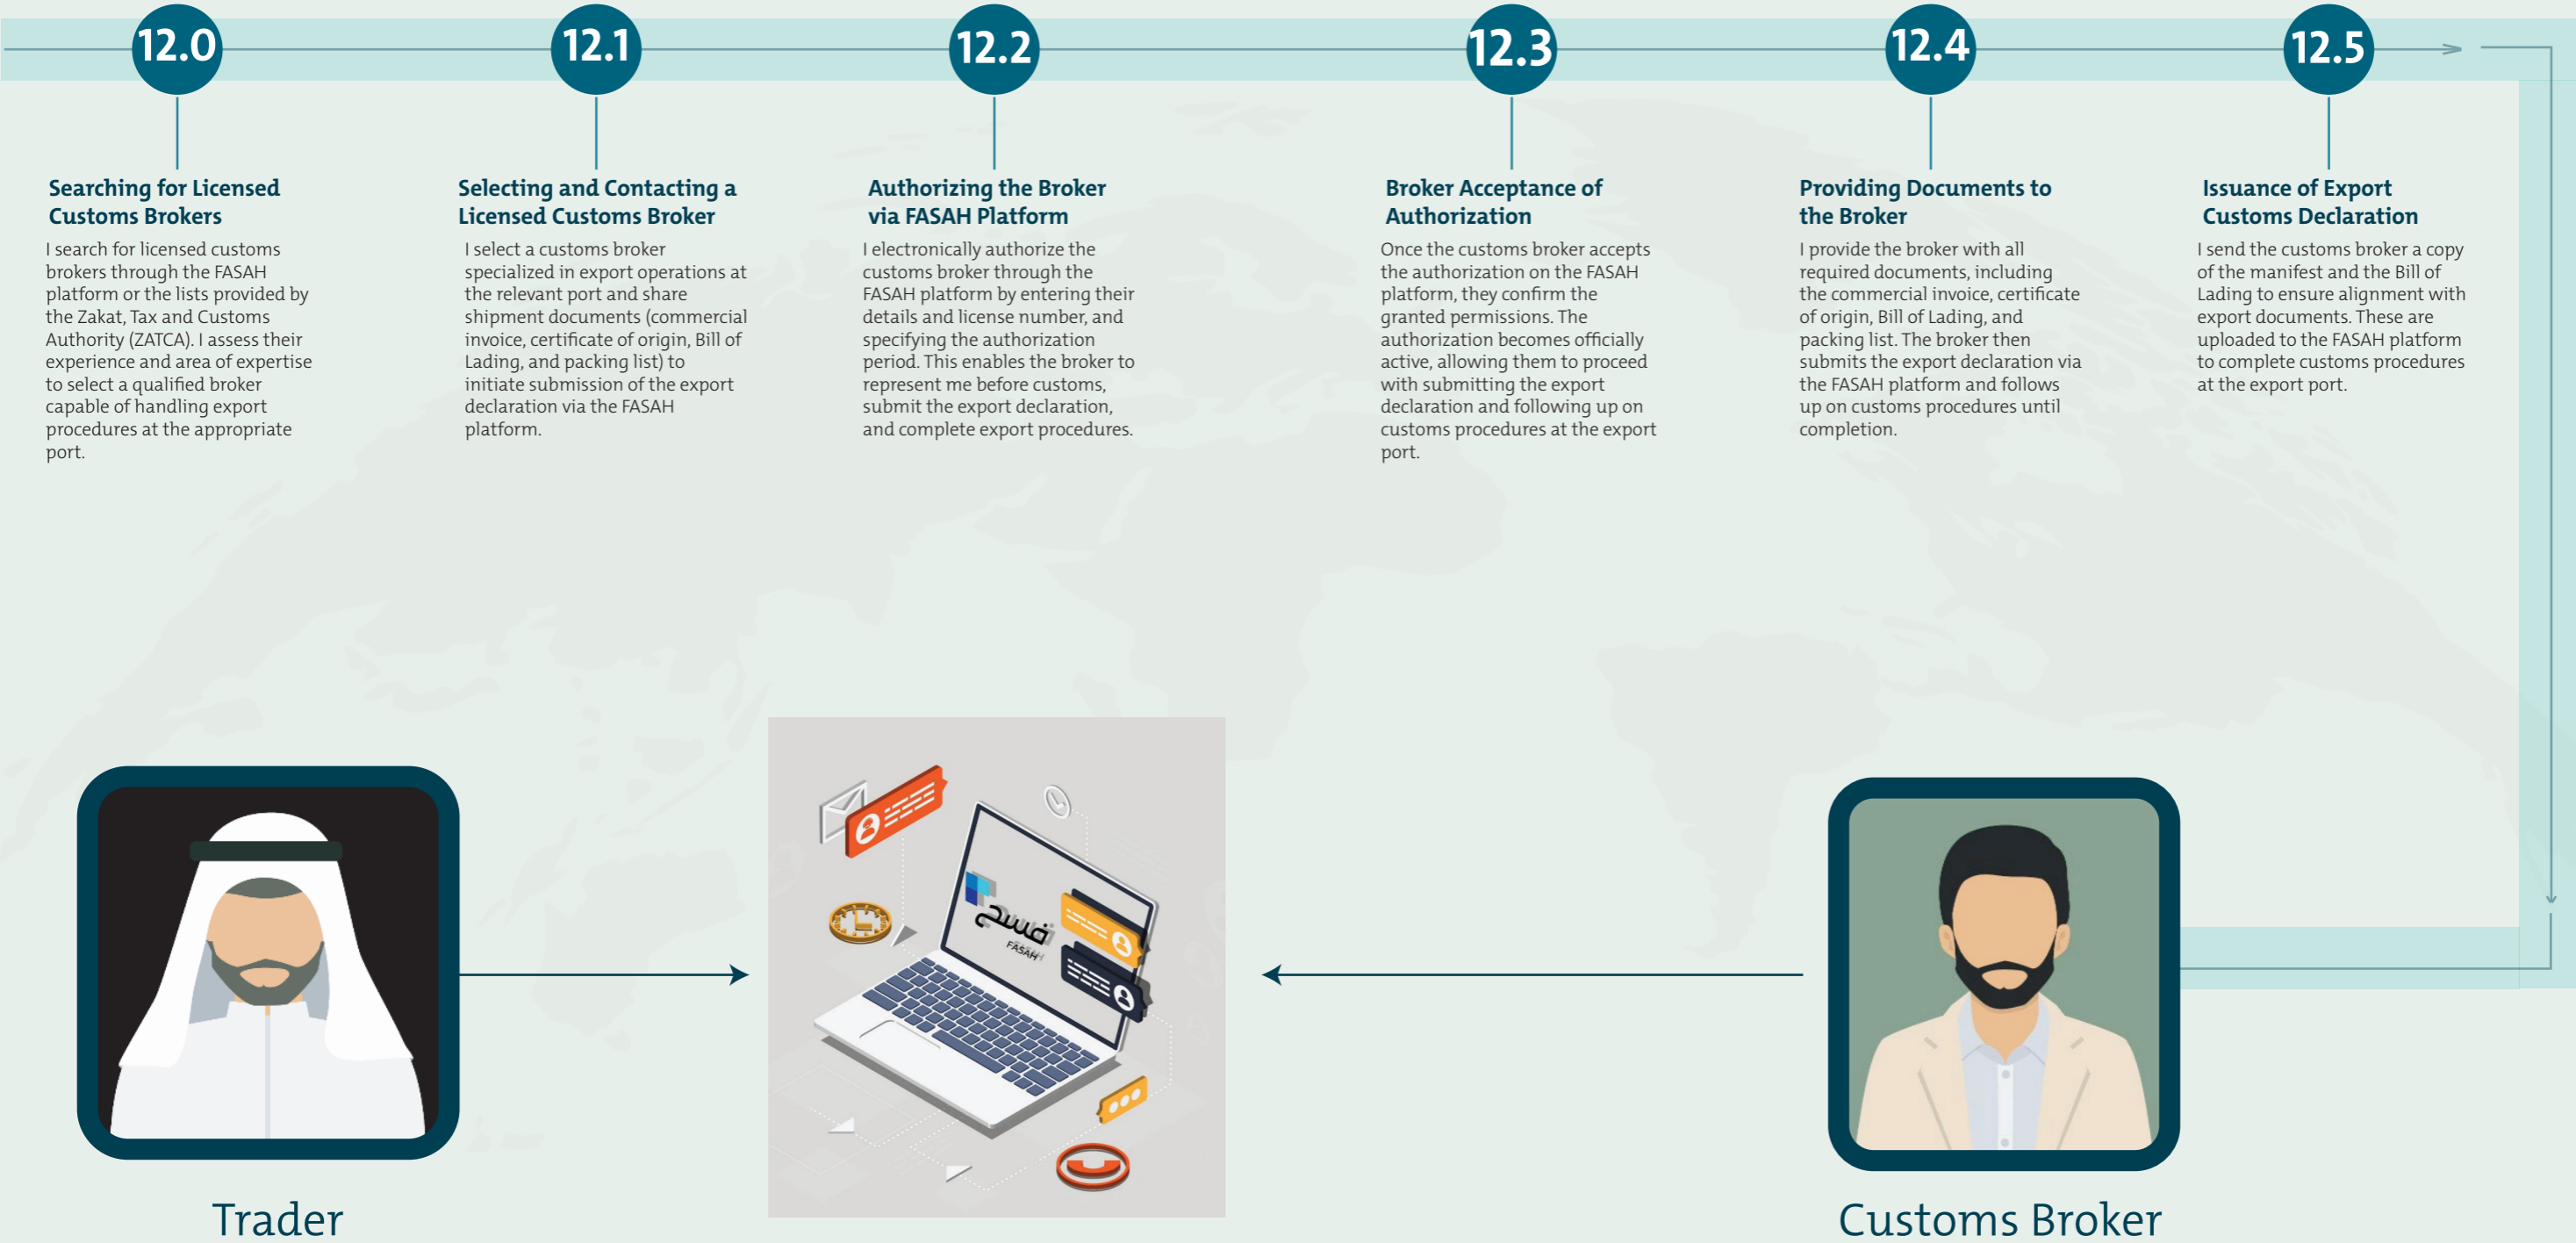 12.0
12.1
12.2
12.3
12.4
12.5
Searching for Licensed
Customs Brokers
I search for licensed customs
brokers through the FASAH
platform or the lists provided by
the Zakat, Tax and Customs
Authority (ZATCA). I assess their
experience and area of expertise
to select a qualified broker
capable of handling export
procedures at the appropriate
port.
Selecting and Contacting a
Licensed Customs Broker
I select a customs broker
specialized in export operations at
the relevant port and share
shipment documents (commercial
invoice, certificate of origin, Bill of
Lading, and packing list) to
initiate submission of the export
declaration via the FASAH
platform.
Authorizing the Broker
via FASAH Platform
I electronically authorize the
customs broker through the
FASAH platform by entering their
details and license number, and
specifying the authorization
period. This enables the broker to
represent me before customs,
submit the export declaration,
and complete export procedures.
Broker Acceptance of
Authorization
Once the customs broker accepts
the authorization on the FASAH
platform, they confirm the
granted permissions. The
authorization becomes officially
active, allowing them to proceed
with submitting the export
declaration and following up on
customs procedures at the export
port.
Providing Documents to
the Broker
I provide the broker with all
required documents, including
the commercial invoice, certificate
of origin, Bill of Lading, and
packing list. The broker then
submits the export declaration via
the FASAH platform and follows
up on customs procedures until
completion.
Issuance of Export
Customs Declaration
I send the customs broker a copy
of the manifest and the Bill of
Lading to ensure alignment with
export documents. These are
uploaded to the FASAH platform
to complete customs procedures
at the export port.
فسح
FASAH
Trader
Customs Broker